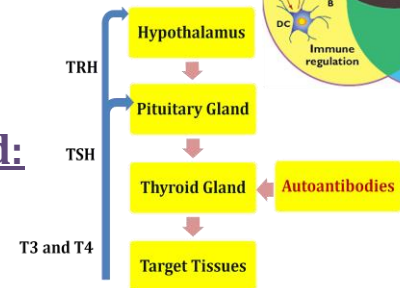 Hypothalamus
B
DC
Immune
regulation
TRH
Pituitary Gland
d:
TSH
Thyroid Gland
Autoantibodies
T3 and T4
Target Tissues